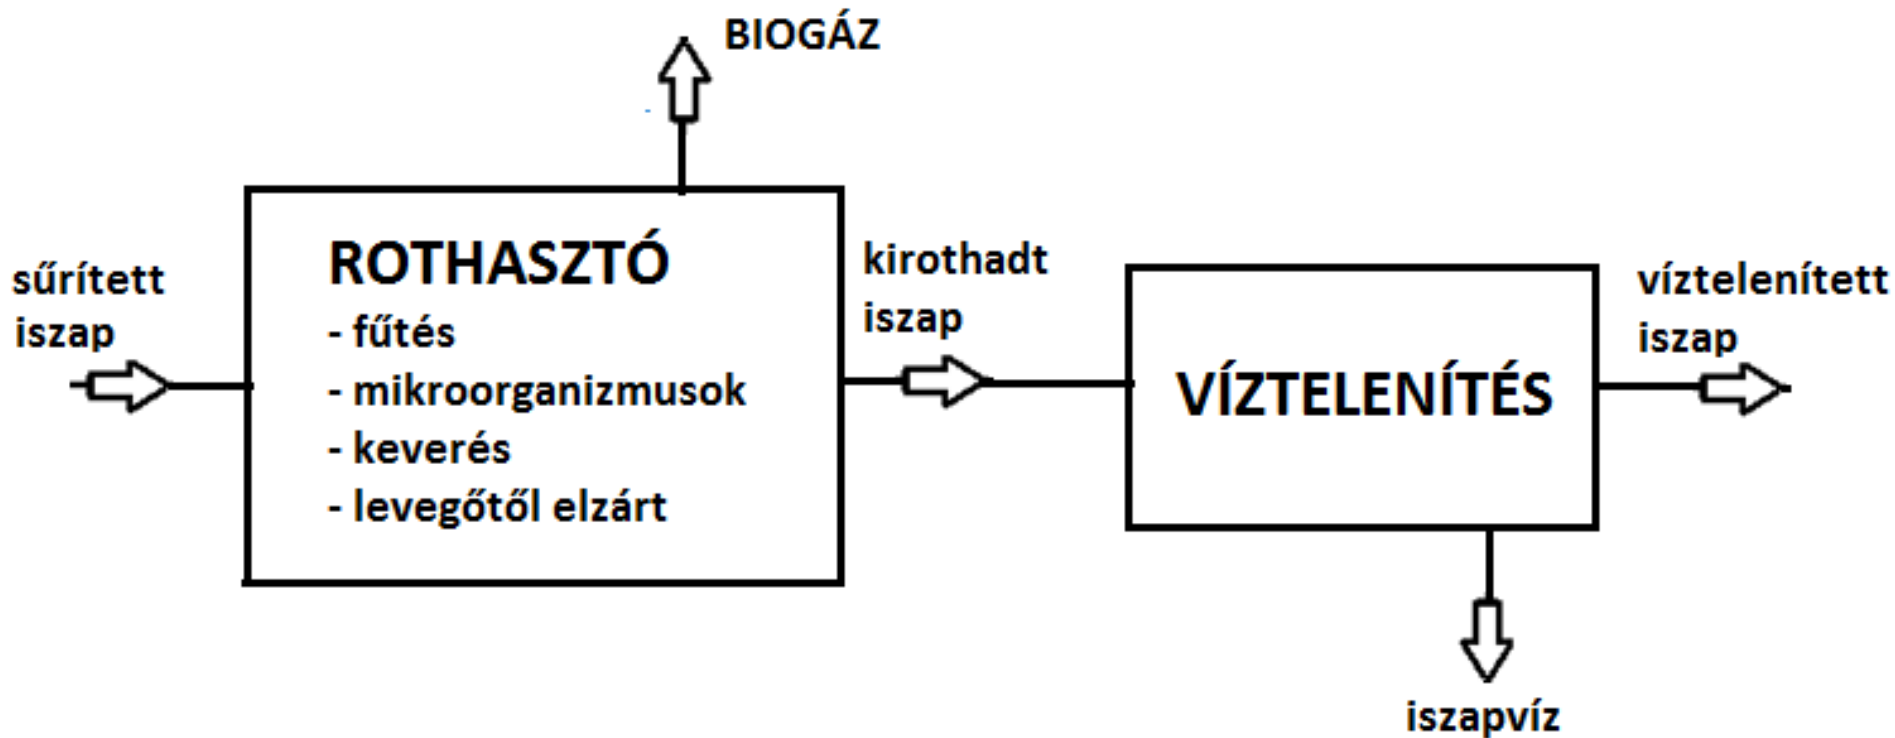 BIOGÁZ
sűrített
iszap
ROTHASZTÓ
- fűtés
- mikroorganizmusok
- keverés
- levegőtől elzárt
kirothadt
iszap
VÍZTELENÍTÉS
víztelenített
iszap
iszapvíz